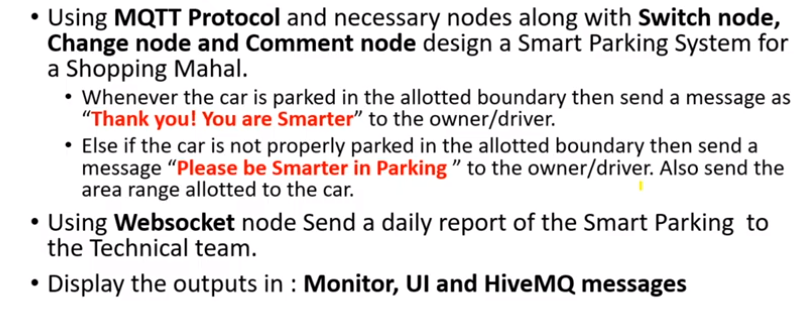 • Using MQTT Protocol and necessary nodes along with Switch node,
Change node and Comment node design a Smart Parking System for
a Shopping Mahal.
• Whenever the car is parked in the allotted boundary then send a message as
“Thank you! You are Smarter” to the owner/driver.
• Else if the car is not properly parked in the allotted boundary then send a
message “Please be Smarter in Parking ” to the owner/driver. Also send the
area range allotted to the car.
• Using Websocket node Send a daily report of the Smart Parking to
the Technical team.
• Display the outputs in : Monitor, UI and HiveMQ messages